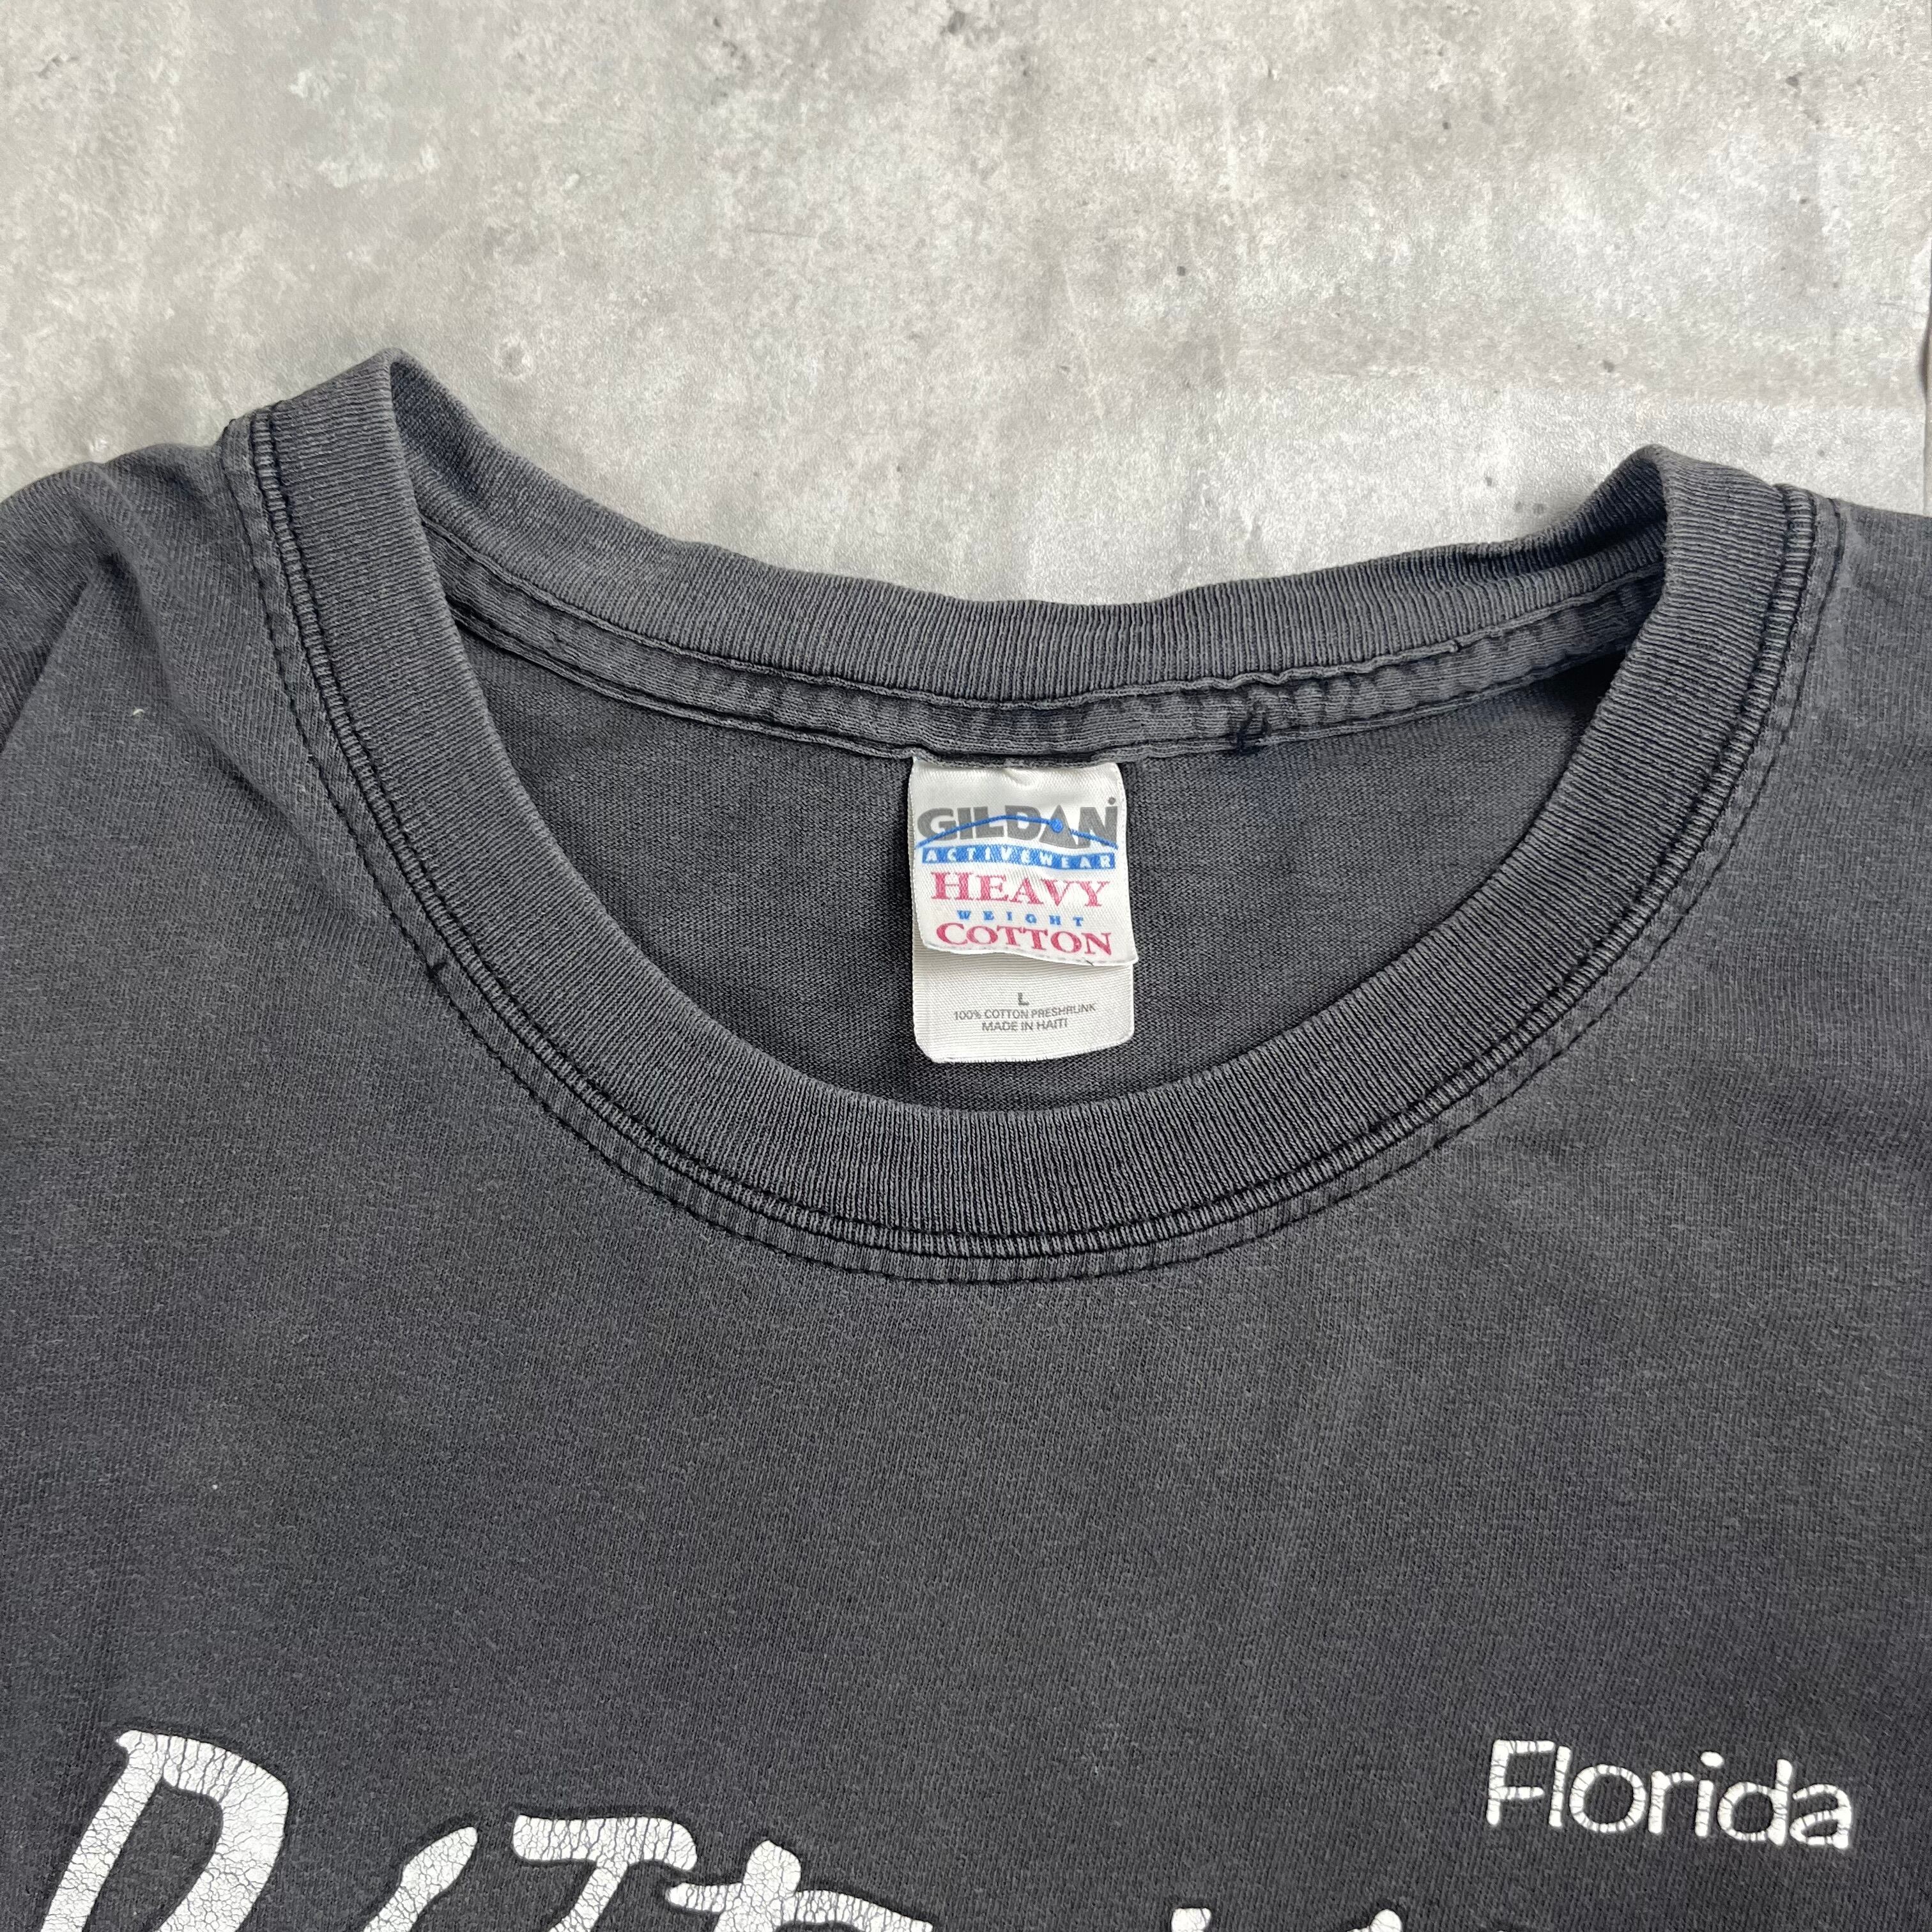 GILDAN
ACTIVEWEAR
HEAVY
WEIGHT
COTTON
L
100% COTTON PRESHRUNK
MADE IN HAITI
Florida